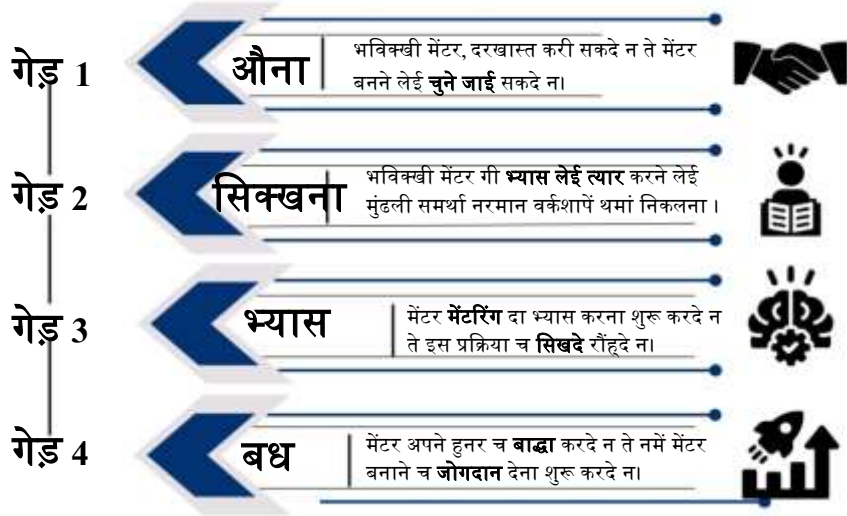 गेड़ 1
औना
भविक्खी मेंटर, दरखास्त करी सकदे न ते मेंटर
बनने लेई चुने जाई सकदे न।
गेड़ 2
सिक्खना
भविक्खी मेंटर गी भ्यास लेई त्यार करने लेई
मुंढली समर्था नरमान वर्कशापें थमां निकलना ।
गेड़ 3
भ्यास
मेंटर मेंटरिंग दा भ्यास करना शुरू करदे न
ते इस प्रक्रिया च सिखदे रौंह्‌दे न।
गेड़ 4
बध
मेंटर अपने हुनर च बाद्धा करदे न ते नमें मेंटर
बनाने च जोगदान देना शुरू करदे न।